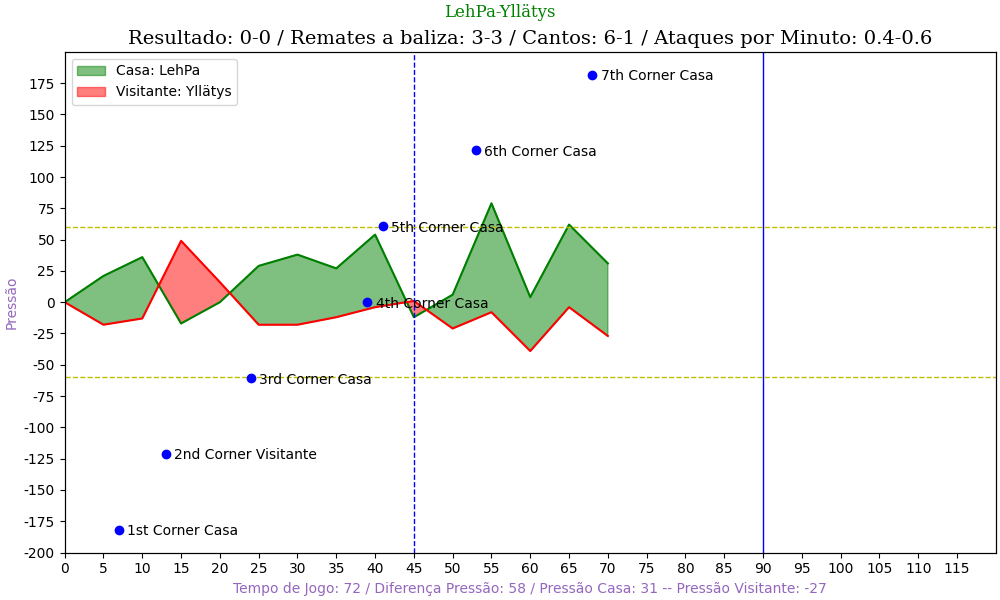 LehPa-Yllätys
Resultado: 0-0 / Remates a baliza: 3-3 / Cantos: 6-1 / Ataques por Minuto: 0.4-0.6
Casa: LehPa
Visitante: Yllätys
7th Corner Casa
6th Corner Casa
5th Corner Casa
4th Corner Casa
3rd Corner Casa
2nd Corner Visitante
1st Corner Casa
Pressão
175
150
125
100
75
50
25
0
-25
-50
-75
-100
-125
-150
-175
-200
0 5 10 15 20 25 30 35 40 45 50 55 60 65 70 75 80 85 90 95 100 105 110 115
Tempo de Jogo: 72 / Diferença Pressão: 58 / Pressão Casa: 31 -- Pressão Visitante: -27